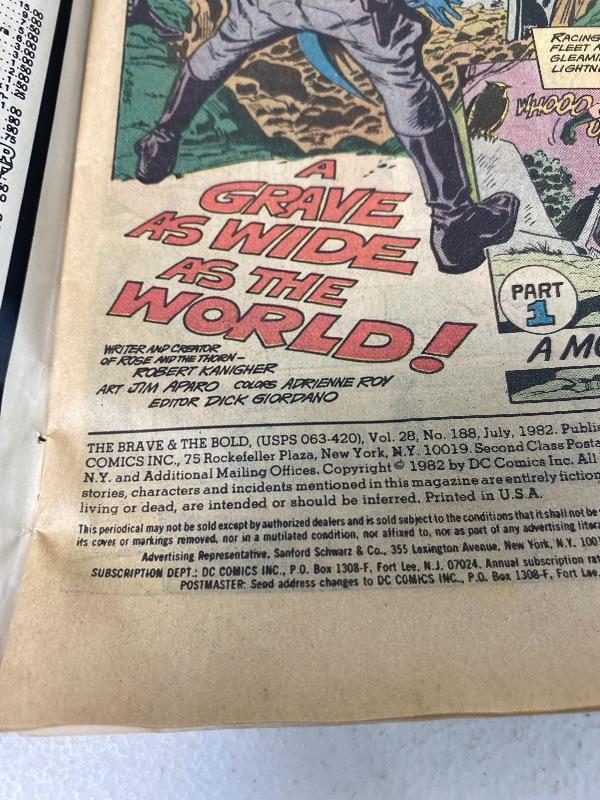 RACING
FLEET A
GLEAMI
LIGHTNE
WHOOO
A
GRAVE
AS WIDE
AS THE
WORLD!
PART
1
A MO
WRITER AND CREATOR
OF ROSE AND THE THORN—
ROBERT KANIGHER
ART JIM APARO COLORS ADRIENNE ROY
EDITOR DICK GIORDANO
THE BRAVE & THE BOLD, (USPS 063-420), Vol. 28, No. 188, July, 1982. Publis
COMICS INC., 75 Rockefeller Plaza, New York, N.Y. 10019. Second Class Posta
N.Y. and Additional Mailing Offices. Copyright © 1982 by DC Comics Inc. All
stories, characters and incidents mentioned in this magazine are entirely fiction
living or dead, are intended or should be inferred. Printed in U.S.A.
This periodical may not be sold except by authorized dealers and is sold subject to the conditions that it shall not be
its cover or markings removed, nor in a mutilated condition, nor affixed to, nor as part of any advertising litera
Advertising Representative, Sanford Schwarz & Co., 355 Lexington Avenue, New York, N.Y. 100
SUBSCRIPTION DEPT.: DC COMICS INC., P.O. Box 1308-F, Fort Lee, N.J. 07024. Annual subscription rat
POSTMASTER: Send address changes to DC COMICS INC., P.O. Box 1308-F, Fort Lee,